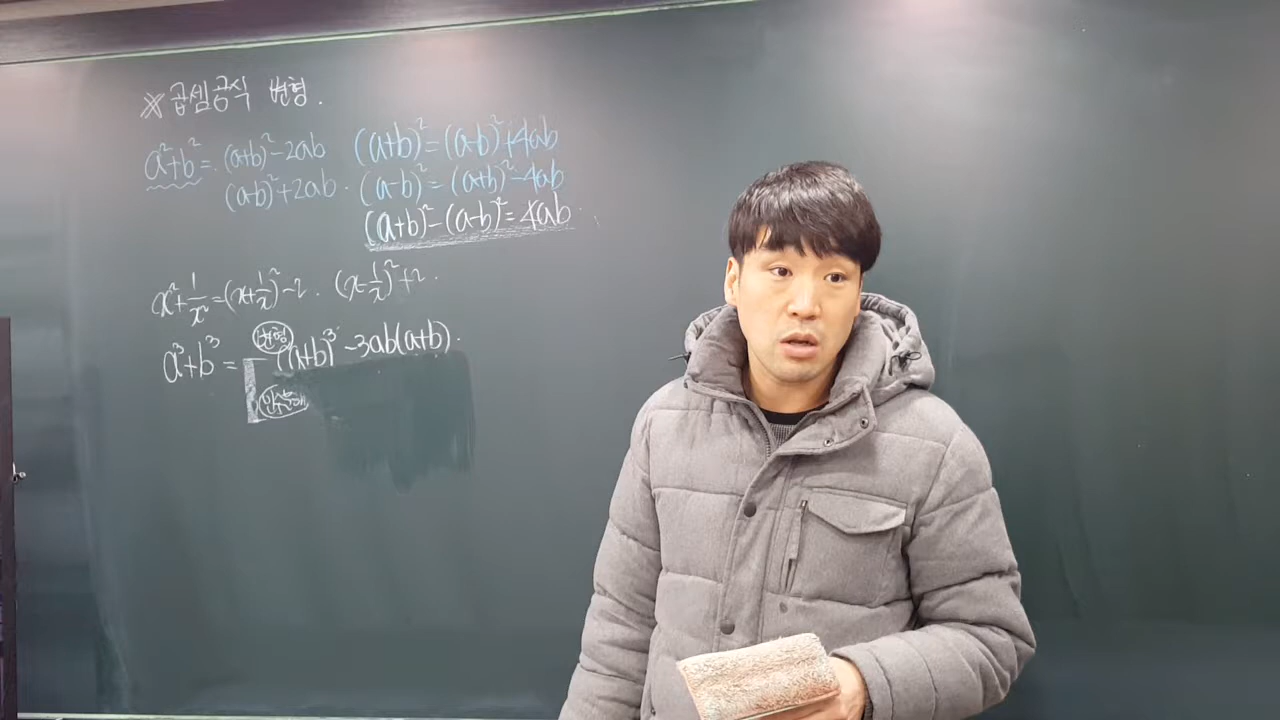 ※ 곱셈공식 변형.
a²+b² = (a+b)²-2ab
(a-b)²+2ab.
(a+b)²=(a-b)²+4ab
(a-b)²=(a+b)²-4ab
(a+b)²-(a-b)²=4ab.
x²+1/x²=(x+1/x)²-2. (x-1/x)²+2.
변형
a³+b³ = (a+b)³-3ab(a+b).
인수분해